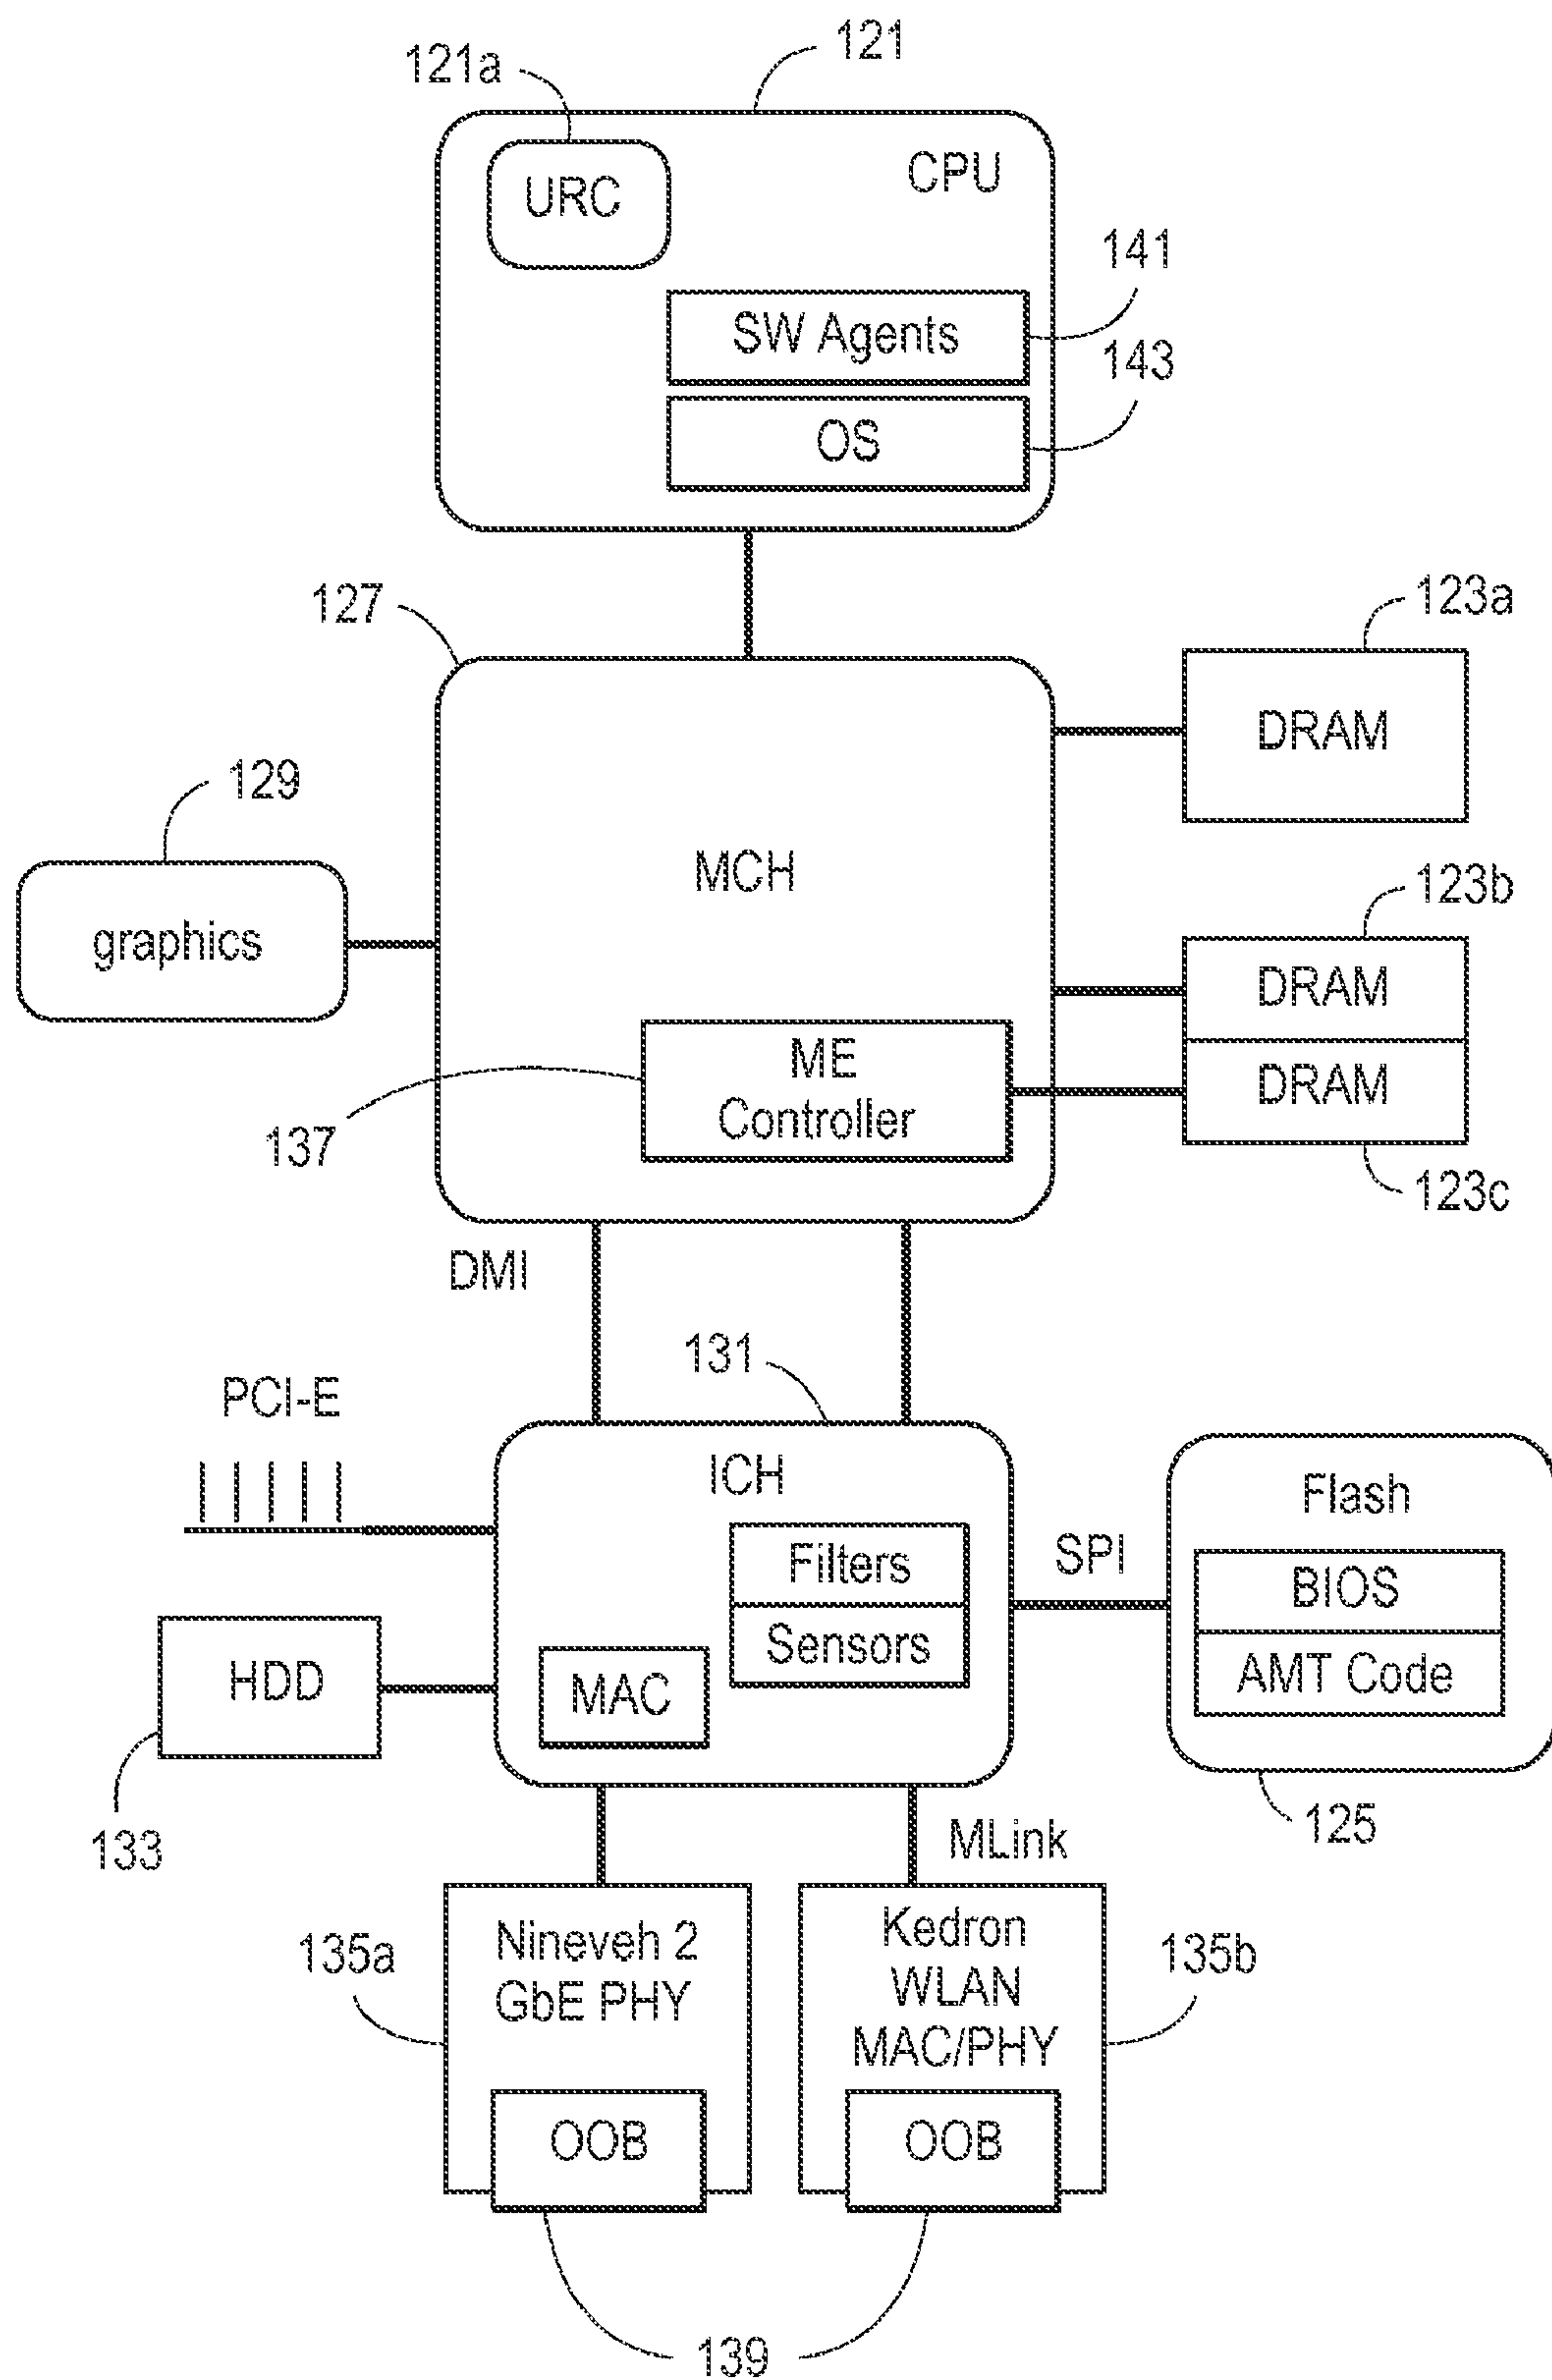 121
121a
CPU
URC
141
SW Agents
143
OS
127
123a
DRAM
129
MCH
123b
graphics
DRAM
ME
Controller
DRAM
137
123c
DMI
131
PCI-E
ICH
Flash
Filters
SPI
BIOS
Sensors
AMT Code
HDD
MAC
125
133
MLink
135a
Nineveh 2
GbE PHY
Kedron
WLAN
MAC/PHY
135b
OOB
OOB
139